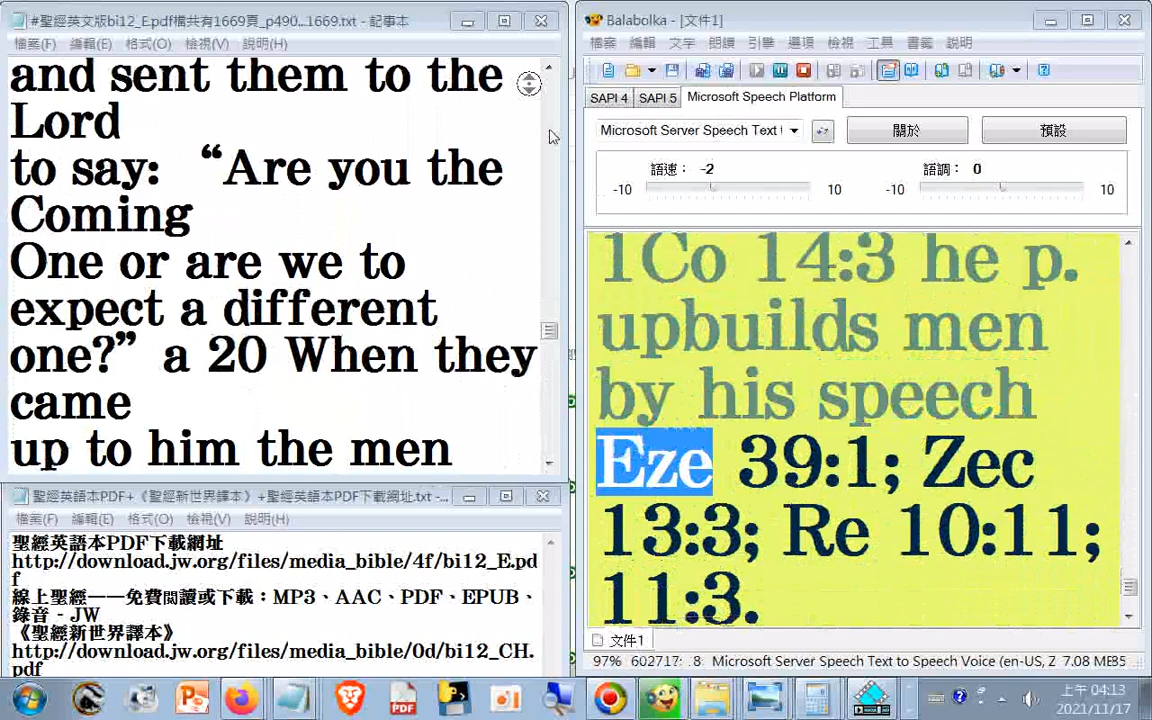 #聖經英文版bi12_E.pdf檔共有1669頁_p490...1669.txt - 記事本
檔案(F) 編輯(E) 格式(O) 檢視(V) 說明(H)
and sent them to the
Lord
to say: “Are you the
Coming
One or are we to
expect a different
one?” a 20 When they
came
up to him the men
聖經英語本PDF+《聖經新世界譯本》+聖經英語本PDF下載網址.txt -...
檔案(F) 編輯(E) 格式(O) 檢視(V) 說明(H)
聖經英語本PDF下載網址
http://download.jw.org/files/media_bible/4f/bi12_E.pd
f
線上聖經——免費閱讀或下載：MP3、AAC、PDF、EPUB、
錄音 - JW
《聖經新世界譯本》
http://download.jw.org/files/media_bible/0d/bi12_CH.
pdf
Balabolka - [文件1]
檔案 編輯 文字 朗讀 引擎 選項 檢視 工具 書籤 說明
SAPI 4 SAPI 5 Microsoft Speech Platform
Microsoft Server Speech Text 關於 預設
語速： -2 語調： 0
-10 10 -10 10
1Co 14:3 he p.
upbuilds men
by his speech
Eze 39:1; Zec
13:3; Re 10:11;
11:3.
文件1
97% 602717: .8 Microsoft Server Speech Text to Speech Voice (en-US, Z 7.08 MB
PDF
上午 04:13
2021/11/17